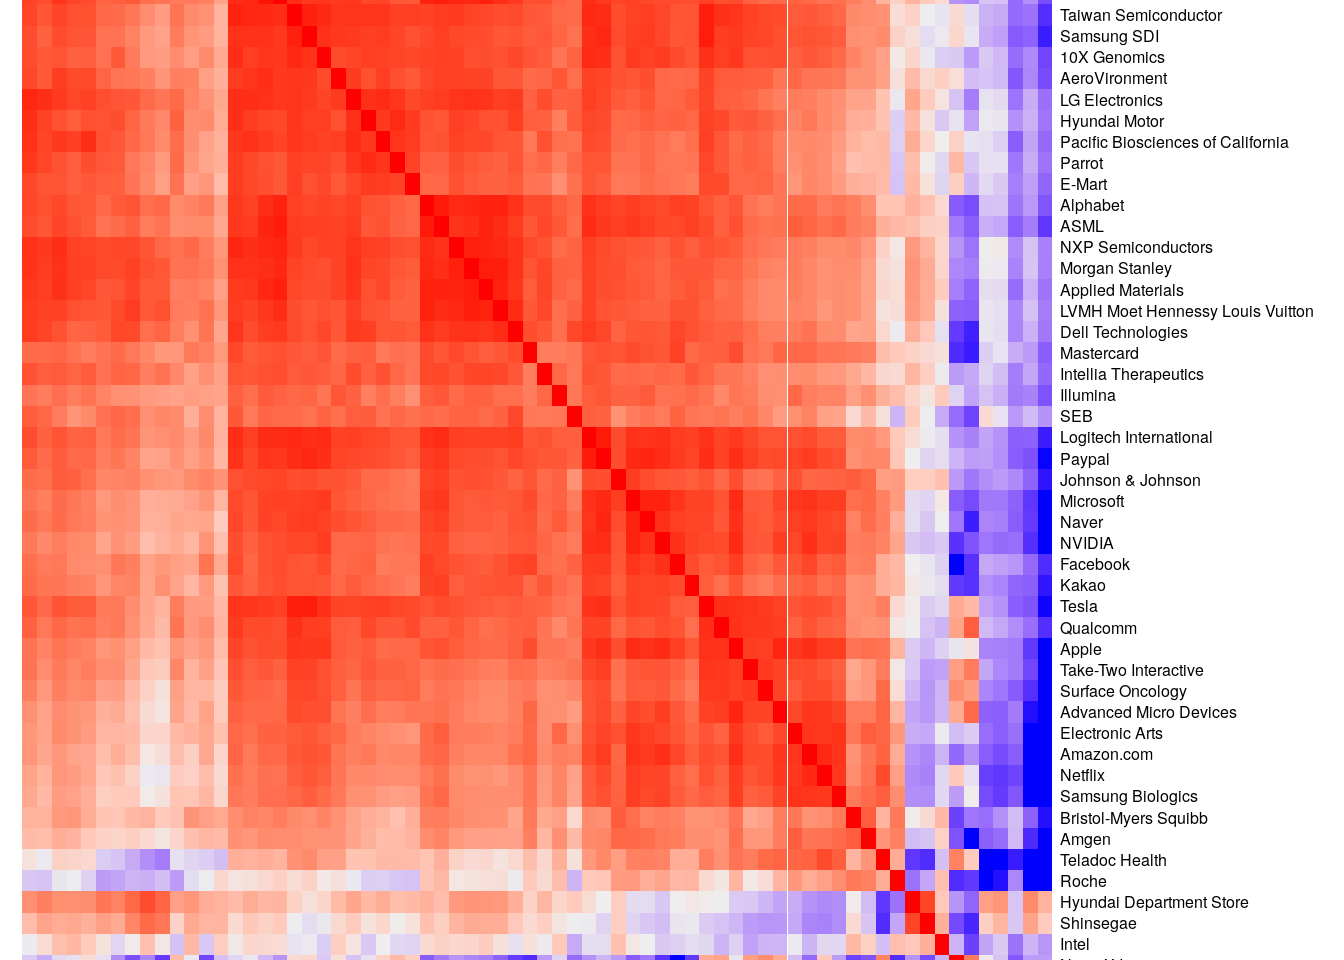 Taiwan Semiconductor
Samsung SDI
10X Genomics
AeroVironment
LG Electronics
Hyundai Motor
Pacific Biosciences of California
Parrot
E-Mart
Alphabet
ASML
NXP Semiconductors
Morgan Stanley
Applied Materials
LVMH Moet Hennessy Louis Vuitton
Dell Technologies
Mastercard
Intellia Therapeutics
Illumina
SEB
Logitech International
Paypal
Johnson & Johnson
Microsoft
Naver
NVIDIA
Facebook
Kakao
Tesla
Qualcomm
Apple
Take-Two Interactive
Surface Oncology
Advanced Micro Devices
Electronic Arts
Amazon.com
Netflix
Samsung Biologics
Bristol-Myers Squibb
Amgen
Teladoc Health
Roche
Hyundai Department Store
Shinsegae
Intel